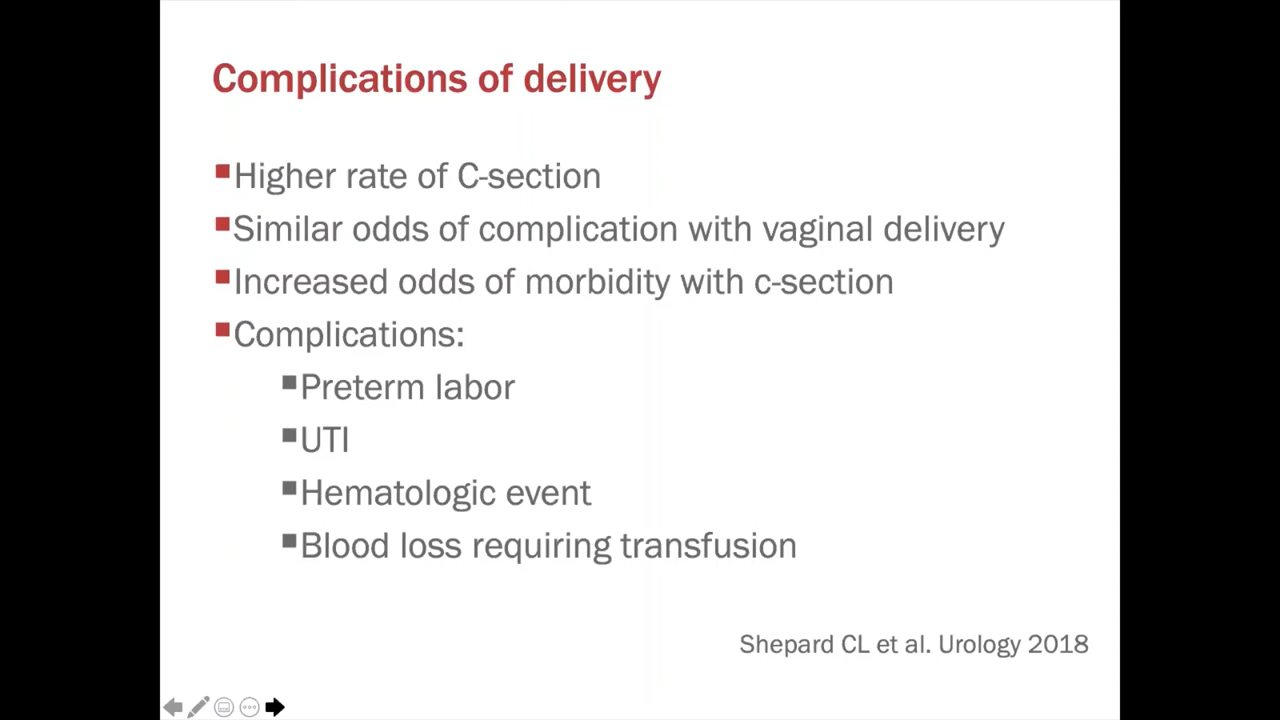 Complications of delivery
Higher rate of C-section
Similar odds of complication with vaginal delivery
Increased odds of morbidity with c-section
Complications:
Preterm labor
UTI
Hematologic event
Blood loss requiring transfusion
Shepard CL et al. Urology 2018